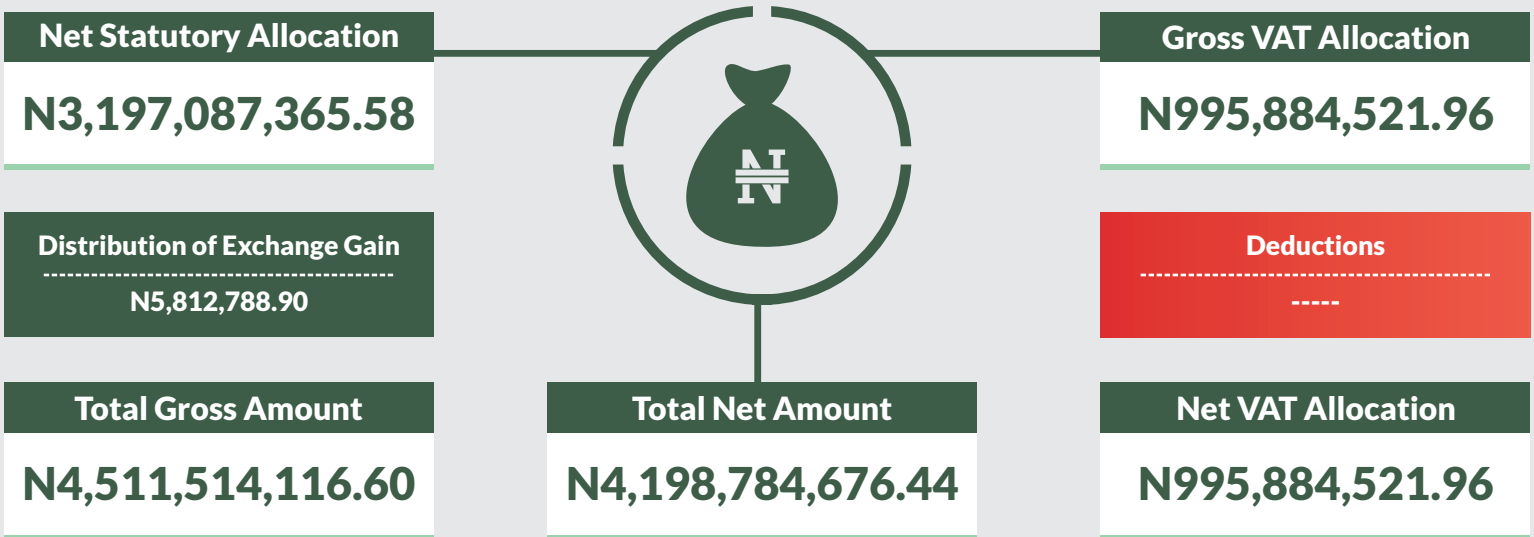 Net Statutory Allocation
N3,197,087,365.58
Gross VAT Allocation
N995,884,521.96
₦
Distribution of Exchange Gain
-------------------------------------------
N5,812,788.90
Deductions
-------------------------------------------
-----
Total Gross Amount
N4,511,514,116.60
Total Net Amount
N4,198,784,676.44
Net VAT Allocation
N995,884,521.96